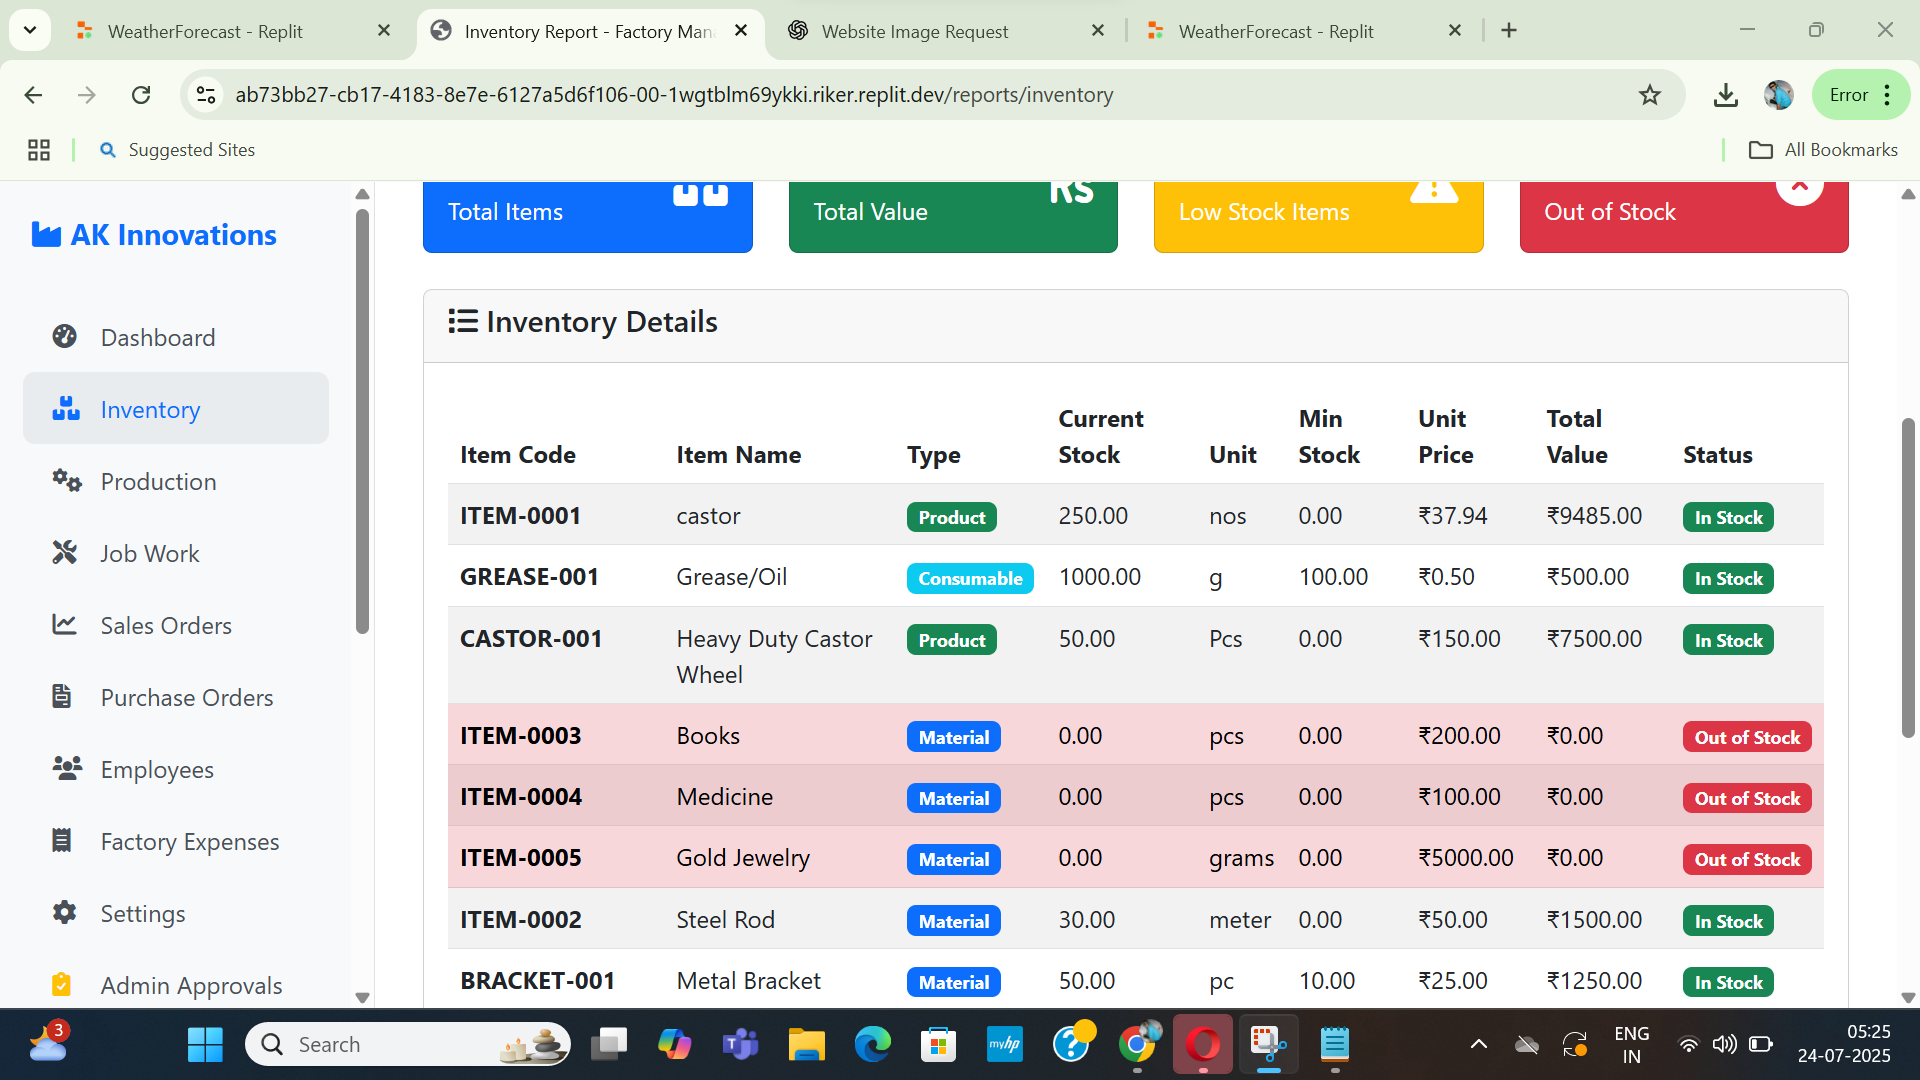 WeatherForecast - Replit
Inventory Report - Factory Man
Website Image Request
WeatherForecast - Replit
ab73bb27-cb17-4183-8e7e-6127a5d6f106-00-1wgtblm69ykki.riker.replit.dev/reports/inventory
Error
Suggested Sites
All Bookmarks
AK Innovations
Dashboard
Inventory
Production
Job Work
Sales Orders
Purchase Orders
Employees
Factory Expenses
Settings
Admin Approvals
Total Items
Total Value
Rs
Low Stock Items
Out of Stock
Inventory Details
Item Code Item Name Type Current Stock Unit Min Stock Unit Price Total Value Status
ITEM-0001 castor Product 250.00 nos 0.00 ₹37.94 ₹9485.00 In Stock
GREASE-001 Grease/Oil Consumable 1000.00 g 100.00 ₹0.50 ₹500.00 In Stock
CASTOR-001 Heavy Duty Castor Wheel Product 50.00 Pcs 0.00 ₹150.00 ₹7500.00 In Stock
ITEM-0003 Books Material 0.00 pcs 0.00 ₹200.00 ₹0.00 Out of Stock
ITEM-0004 Medicine Material 0.00 pcs 0.00 ₹100.00 ₹0.00 Out of Stock
ITEM-0005 Gold Jewelry Material 0.00 grams 0.00 ₹5000.00 ₹0.00 Out of Stock
ITEM-0002 Steel Rod Material 30.00 meter 0.00 ₹50.00 ₹1500.00 In Stock
BRACKET-001 Metal Bracket Material 50.00 pc 10.00 ₹25.00 ₹1250.00 In Stock
3
Search
myhp
ENG
IN
05:25
24-07-2025